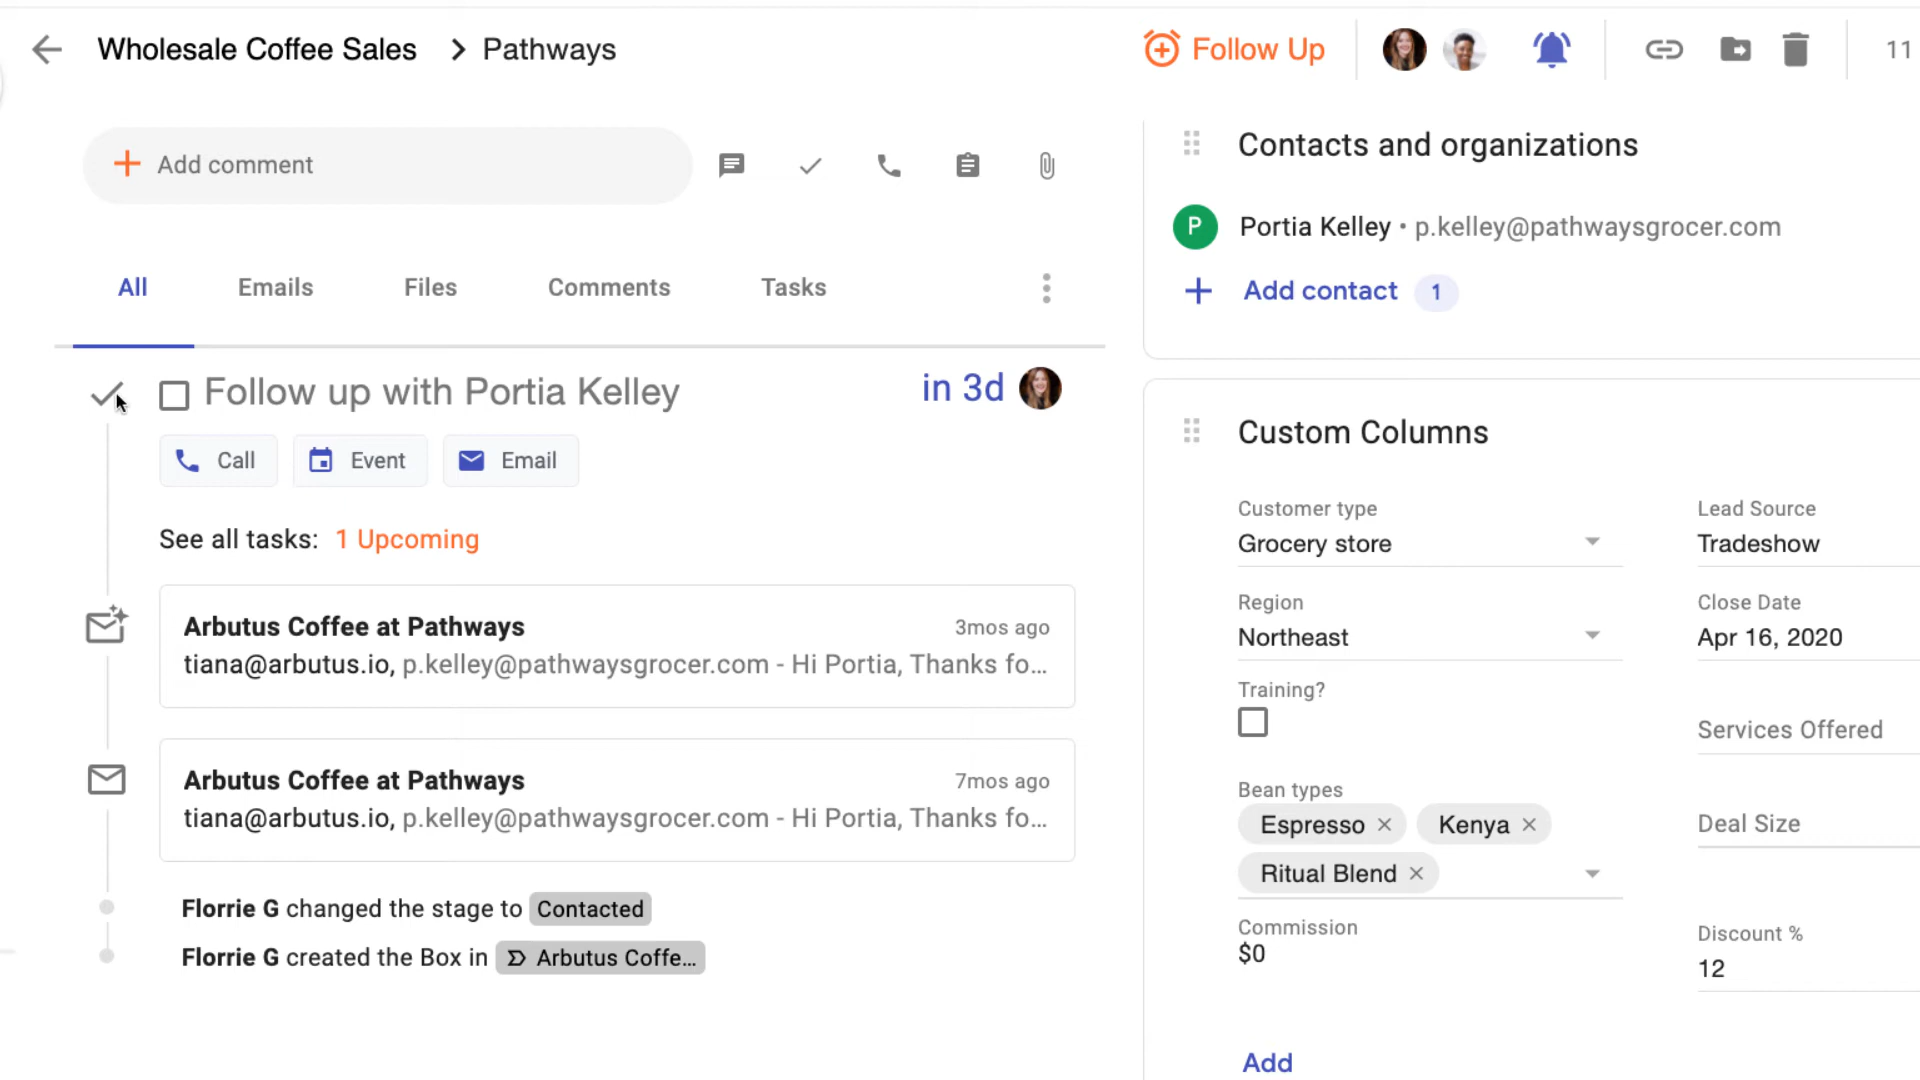 Wholesale Coffee Sales > Pathways
Follow Up
11
Add comment
All Emails Files Comments Tasks
Follow up with Portia Kelley
in 3d
Call Event Email
See all tasks: 1 Upcoming
Arbutus Coffee at Pathways 3mos ago
tiana@arbutus.io, p.kelley@pathwaysgrocer.com - Hi Portia, Thanks fo...
Arbutus Coffee at Pathways 7mos ago
tiana@arbutus.io, p.kelley@pathwaysgrocer.com - Hi Portia, Thanks fo...
Florrie G changed the stage to Contacted
Florrie G created the Box in Arbutus Coffe...
Contacts and organizations
P Portia Kelley • p.kelley@pathwaysgrocer.com
+ Add contact 1
Custom Columns
Customer type
Grocery store
Lead Source
Tradeshow
Region
Northeast
Close Date
Apr 16, 2020
Training?
Services Offered
Bean types
Espresso × Kenya ×
Ritual Blend ×
Deal Size
Commission
$0
Discount %
12
Add